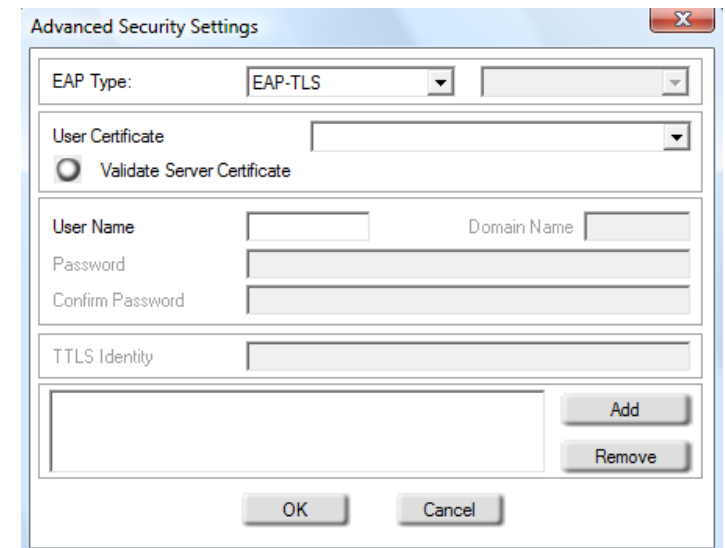 Advanced Security Settings
EAP Type: EAP-TLS
User Certificate
Validate Server Certificate
User Name Domain Name
Password
Confirm Password
TTLS Identity
Add
Remove
OK Cancel